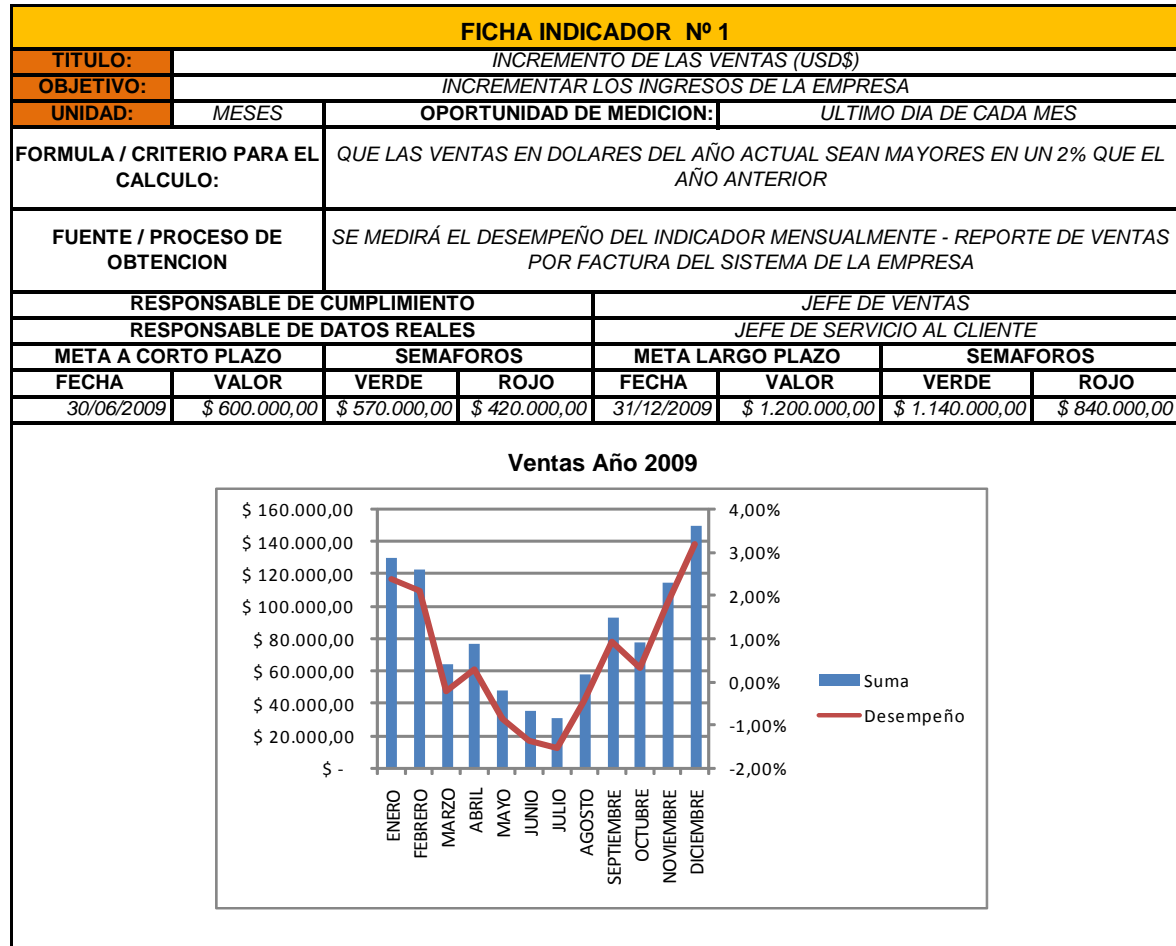 FICHA INDICADOR Nº 1
TITULO: INCREMENTO DE LAS VENTAS (USD$)
OBJETIVO: INCREMENTAR LOS INGRESOS DE LA EMPRESA
UNIDAD: MESES OPORTUNIDAD DE MEDICION: ULTIMO DIA DE CADA MES
FORMULA / CRITERIO PARA EL
CALCULO:
QUE LAS VENTAS EN DOLARES DEL AÑO ACTUAL SEAN MAYORES EN UN 2% QUE EL
AÑO ANTERIOR
FUENTE / PROCESO DE
OBTENCION
SE MEDIRÁ EL DESEMPEÑO DEL INDICADOR MENSUALMENTE - REPORTE DE VENTAS
POR FACTURA DEL SISTEMA DE LA EMPRESA
RESPONSABLE DE CUMPLIMIENTO JEFE DE VENTAS
RESPONSABLE DE DATOS REALES JEFE DE SERVICIO AL CLIENTE
META A CORTO PLAZO SEMAFOROS META LARGO PLAZO SEMAFOROS
FECHA VALOR VERDE ROJO FECHA VALOR VERDE ROJO
30/06/2009 $ 600.000,00 $ 570.000,00 $ 420.000,00 31/12/2009 $ 1.200.000,00 $ 1.140.000,00 $ 840.000,00
Ventas Año 2009
$ 160.000,00
$ 140.000,00
$ 120.000,00
$ 100.000,00
$ 80.000,00
$ 60.000,00
$ 40.000,00
$ 20.000,00
$ -
4,00%
3,00%
2,00%
1,00%
0,00%
-1,00%
-2,00%
ENERO
FEBRERO
MARZO
ABRIL
MAYO
JUNIO
JULIO
AGOSTO
SEPTIEMBRE
OCTUBRE
NOVIEMBRE
DICIEMBRE
Suma
Desempeño